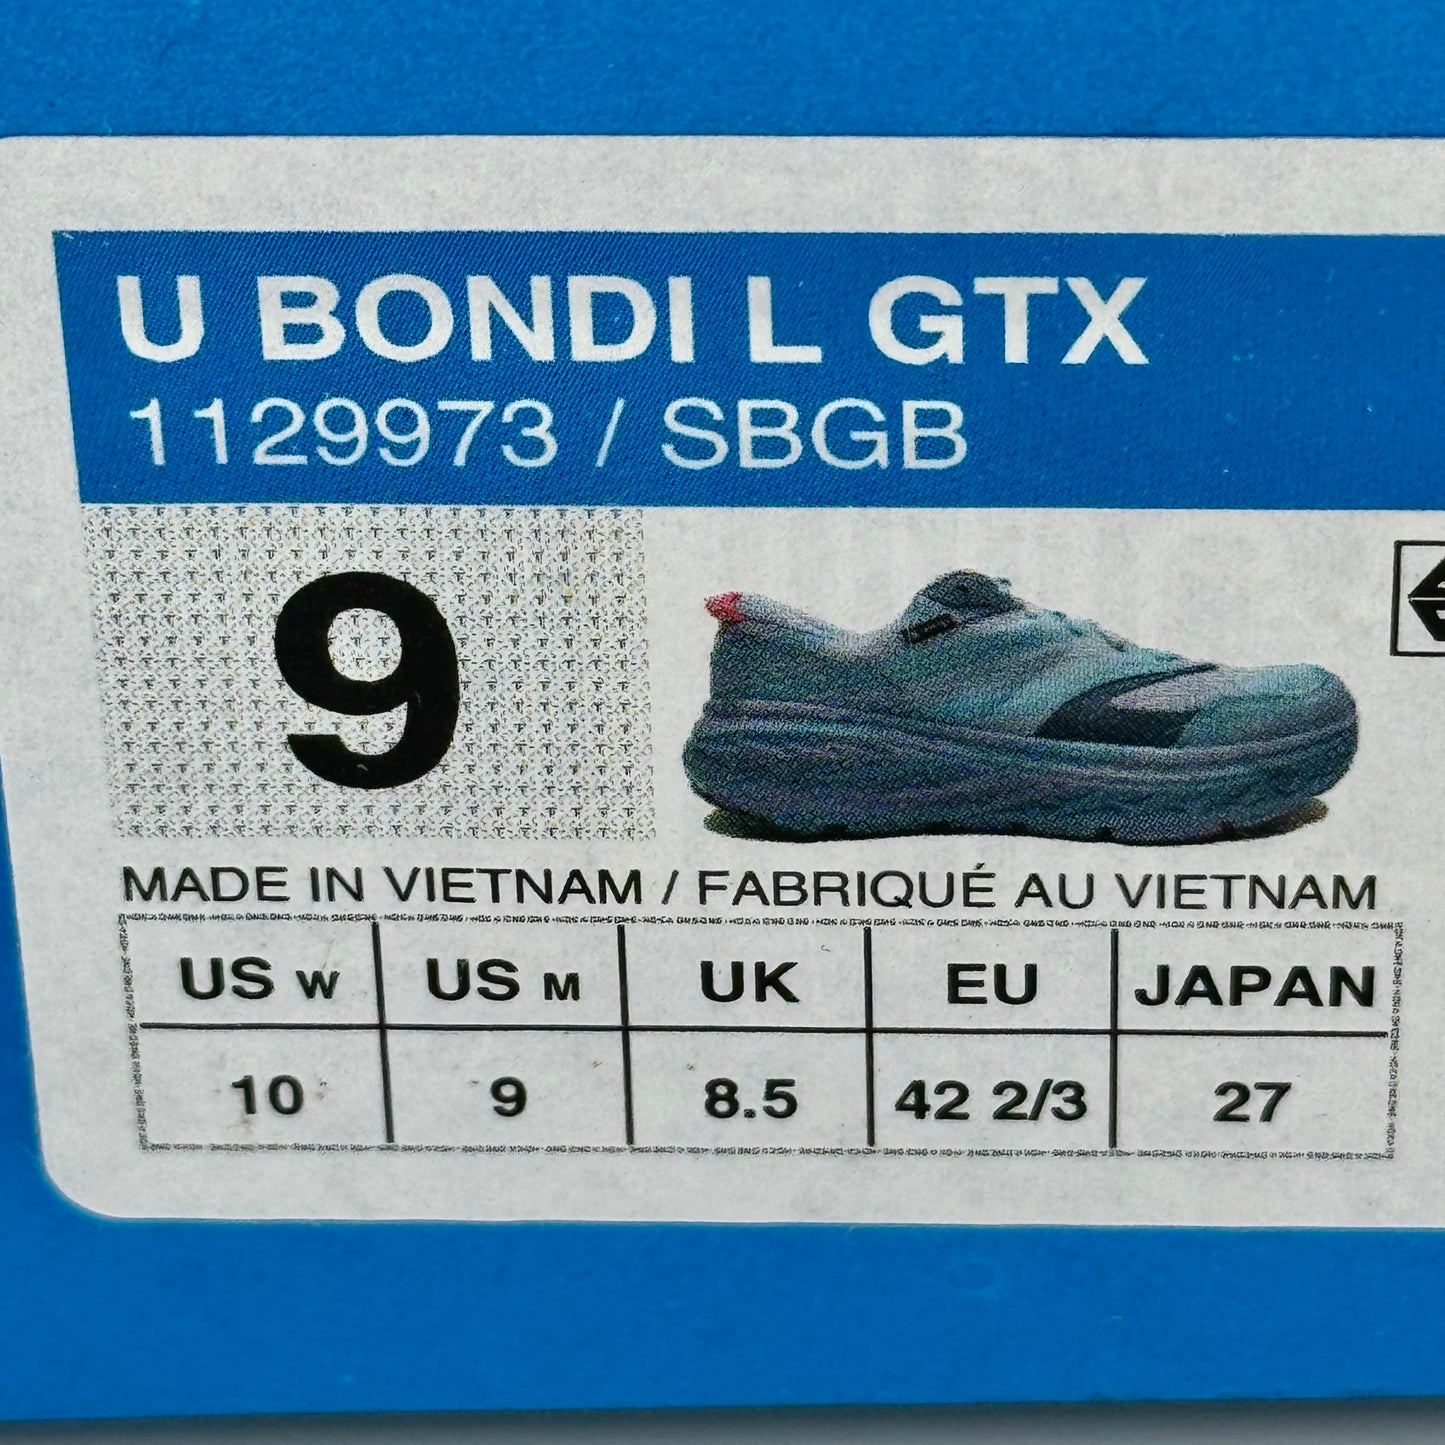 U BONDI L GTX
1129973 / SBGB
9
MADE IN VIETNAM / FABRIQUÉ AU VIETNAM
US W US M UK EU JAPAN
10 9 8.5 42 2/3 27